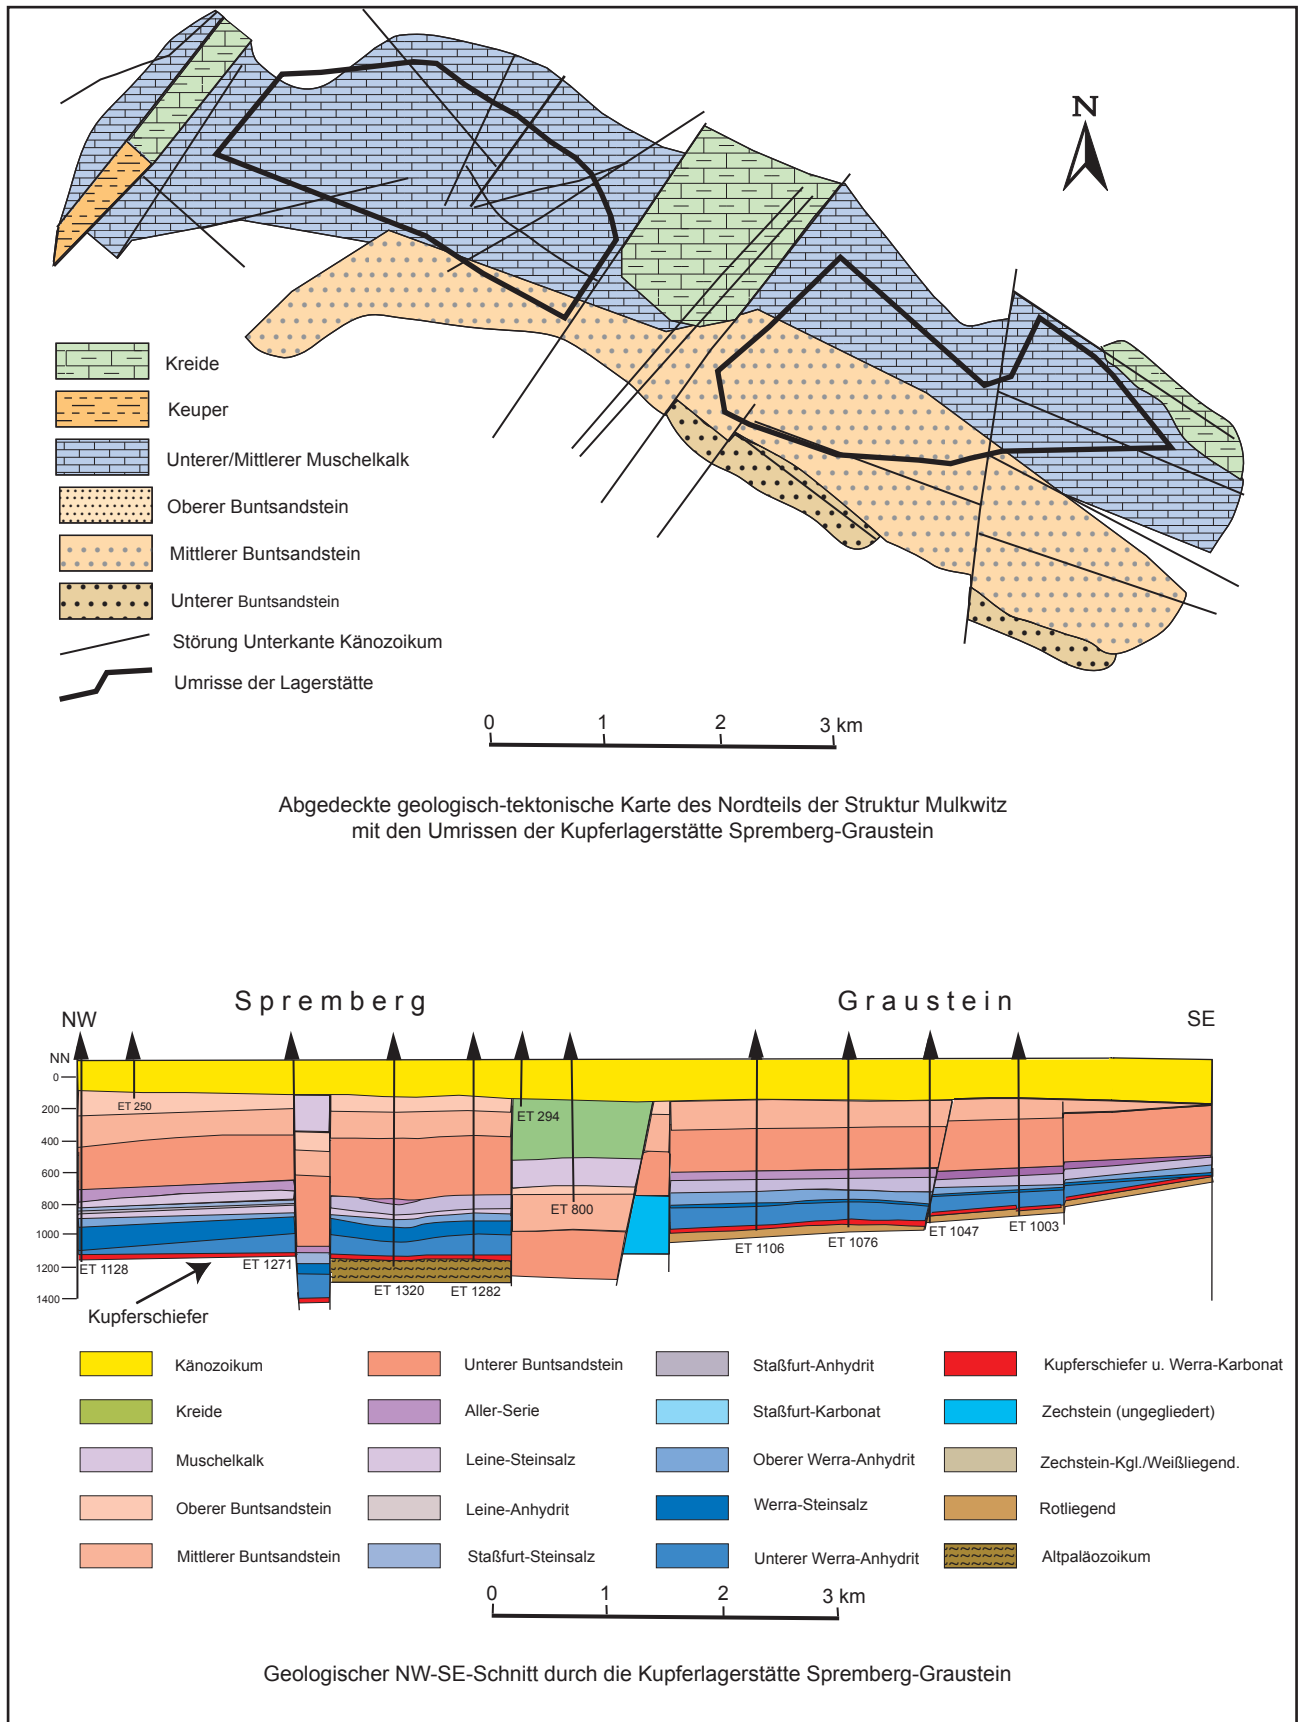 N
Kreide
Keuper
Unterer/Mittlerer Muschelkalk
Oberer Buntsandstein
Mittlerer Buntsandstein
Unterer Buntsandstein
Störung Unterkante Känozoikum
Umrisse der Lagerstätte
0 1 2 3 km
Abgedeckte geologisch-tektonische Karte des Nordteils der Struktur Mulkwitz
mit den Umrissen der Kupferlagerstätte Spremberg-Graustein
Spremberg Graustein
NW SE
NN
0
200
400
600
800
1000
1200
1400
ET 250
ET 294
ET 800
ET 1128
ET 1271
ET 1320
ET 1282
ET 1106
ET 1076
ET 1047
ET 1003
Kupferschiefer
Känozoikum
Kreide
Muschelkalk
Oberer Buntsandstein
Mittlerer Buntsandstein
Unterer Buntsandstein
Aller-Serie
Leine-Steinsalz
Leine-Anhydrit
Staßfurt-Steinsalz
Staßfurt-Anhydrit
Staßfurt-Karbonat
Oberer Werra-Anhydrit
Werra-Steinsalz
Unterer Werra-Anhydrit
Kupferschiefer u. Werra-Karbonat
Zechstein (ungegliedert)
Zechstein-Kgl./Weißliegend.
Rotliegend
Altpaläozoikum
0 1 2 3 km
Geologischer NW-SE-Schnitt durch die Kupferlagerstätte Spremberg-Graustein